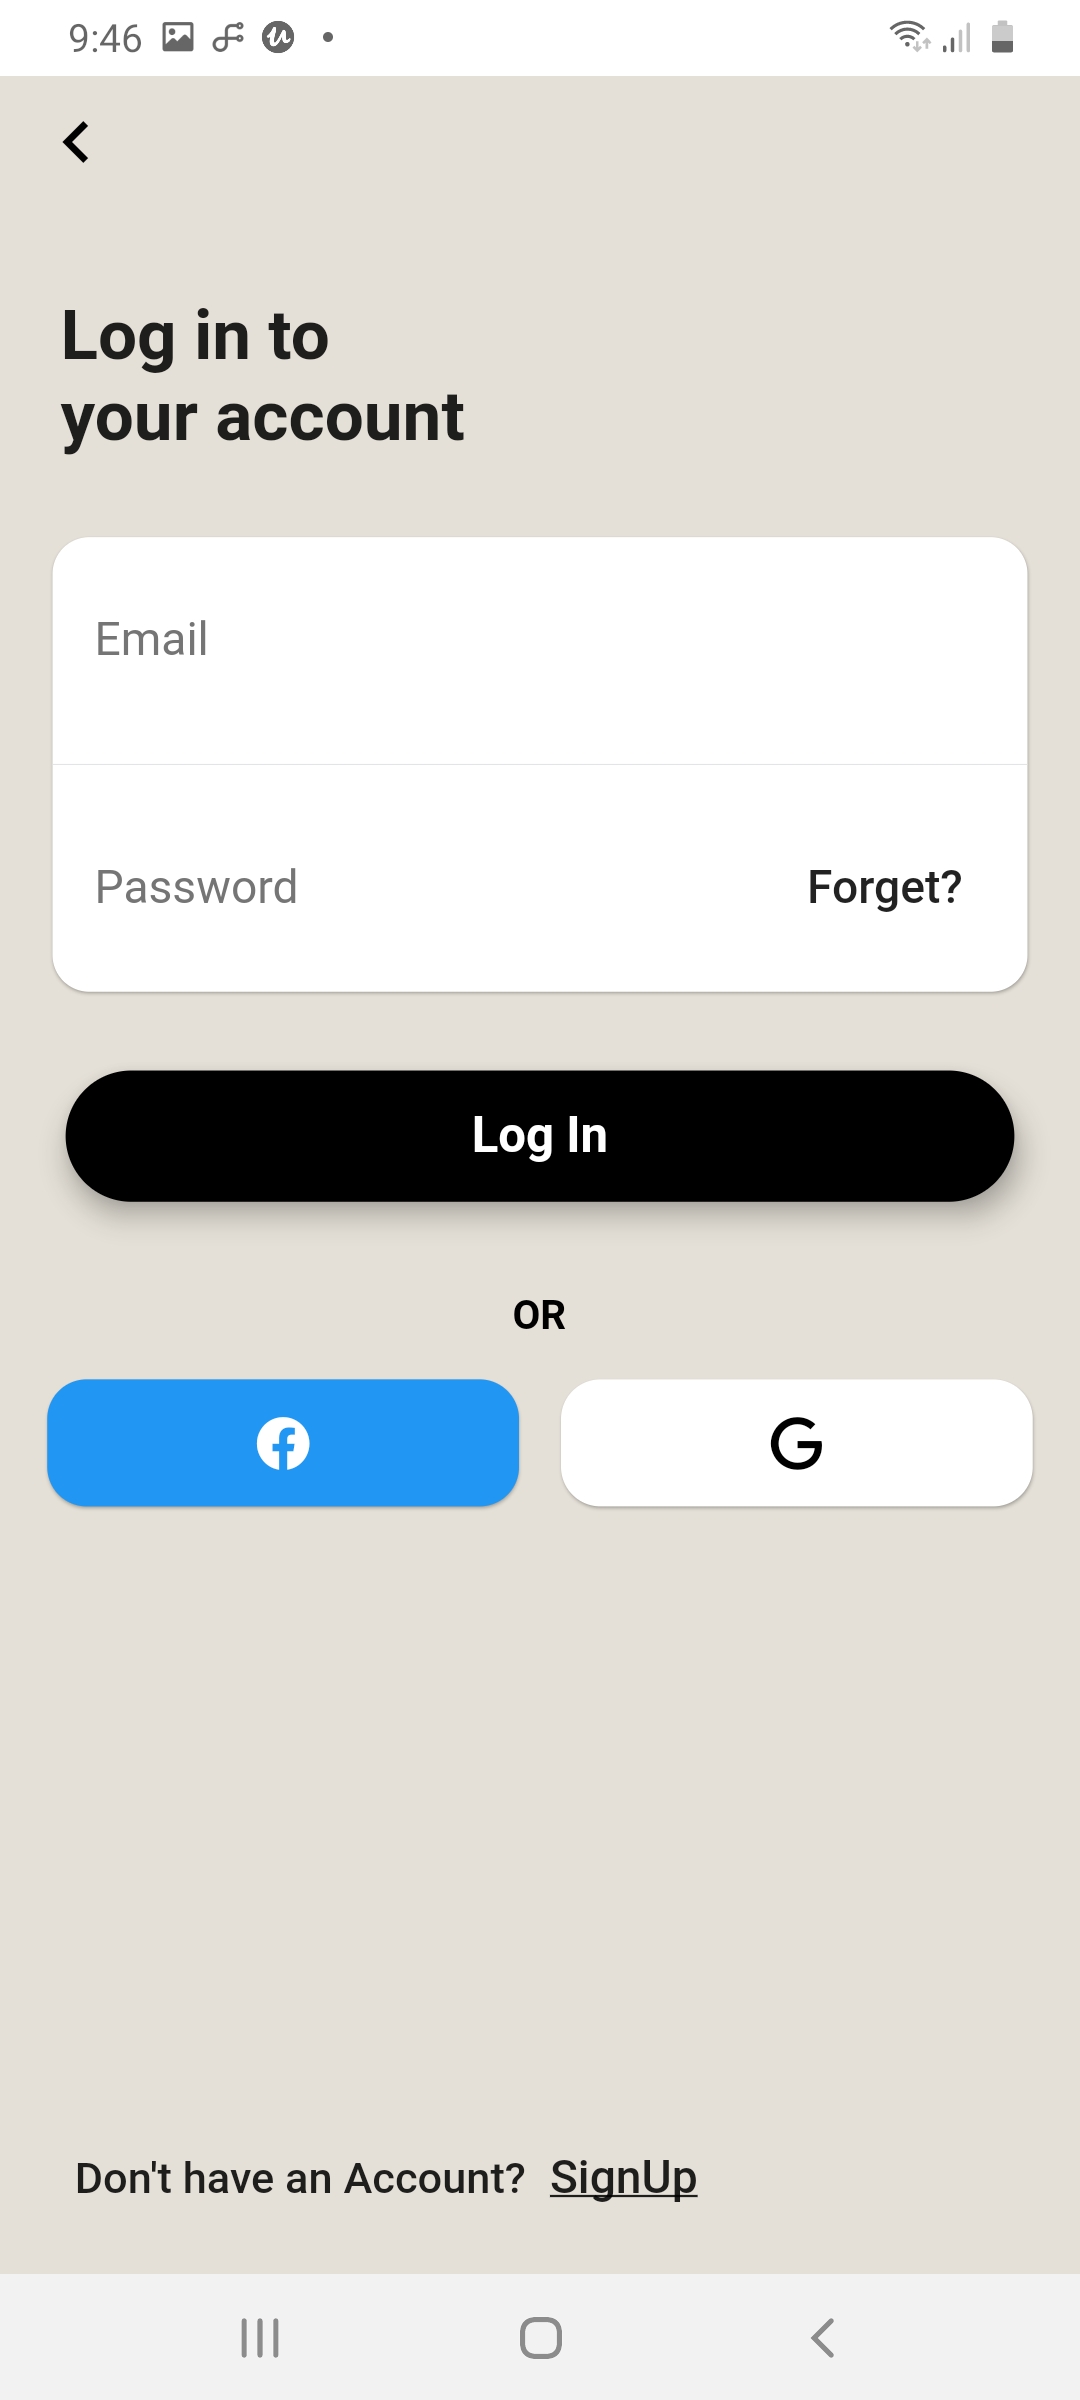 9:46
Log in to
your account
Email
Password Forget?
Log In
OR
Don't have an Account? SignUp